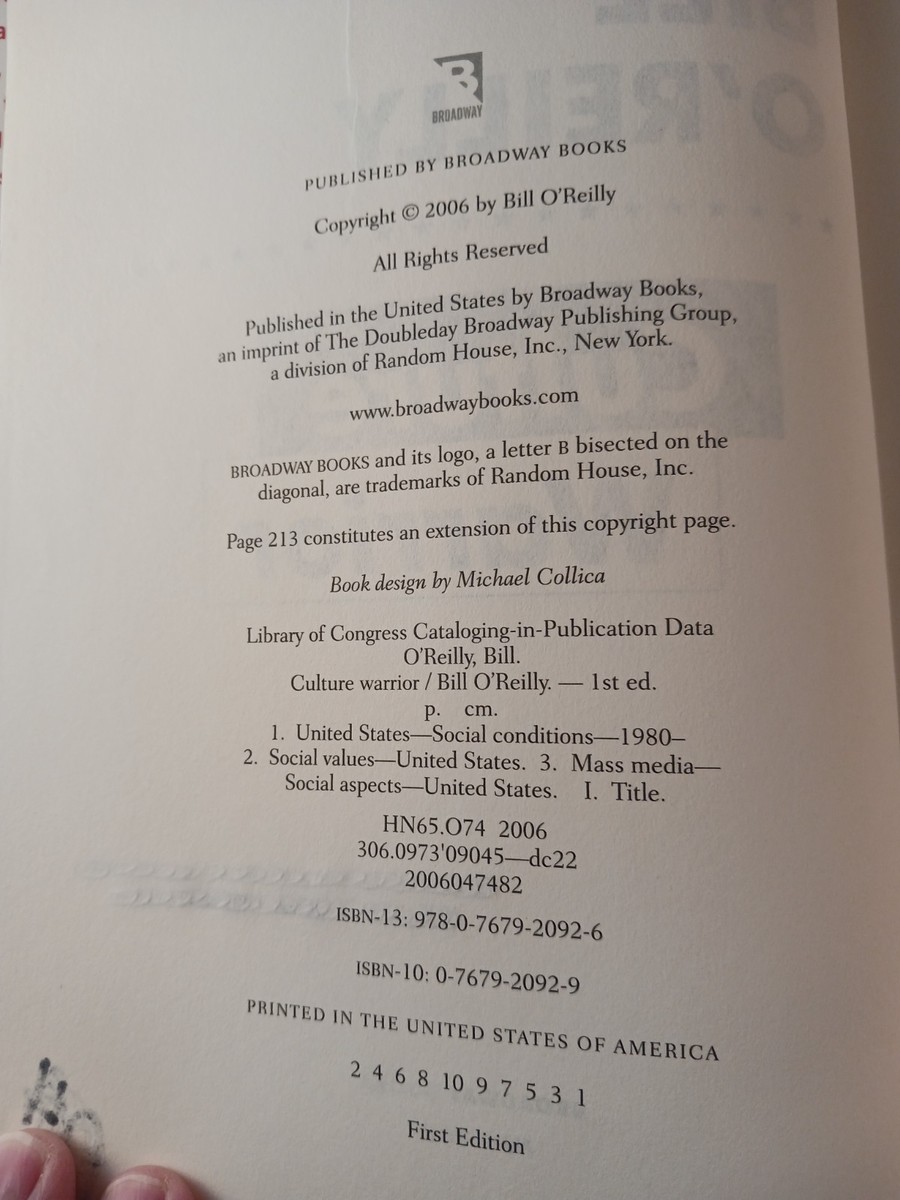 B
BROADWAY
PUBLISHED BY BROADWAY BOOKS
Copyright © 2006 by Bill O'Reilly
All Rights Reserved
Published in the United States by Broadway Books,
an imprint of The Doubleday Broadway Publishing Group,
a division of Random House, Inc., New York.
www.broadwaybooks.com
BROADWAY BOOKS and its logo, a letter B bisected on the
diagonal, are trademarks of Random House, Inc.
Page 213 constitutes an extension of this copyright page.
Book design by Michael Collica
Library of Congress Cataloging-in-Publication Data
O'Reilly, Bill.
Culture warrior / Bill O'Reilly. — 1st ed.
p. cm.
1. United States—Social conditions—1980–
2. Social values—United States. 3. Mass media—
Social aspects—United States. I. Title.
HN65.O74 2006
306.0973'09045—dc22
2006047482
ISBN-13: 978-0-7679-2092-6
ISBN-10: 0-7679-2092-9
PRINTED IN THE UNITED STATES OF AMERICA
2 4 6 8 10 9 7 5 3 1
First Edition